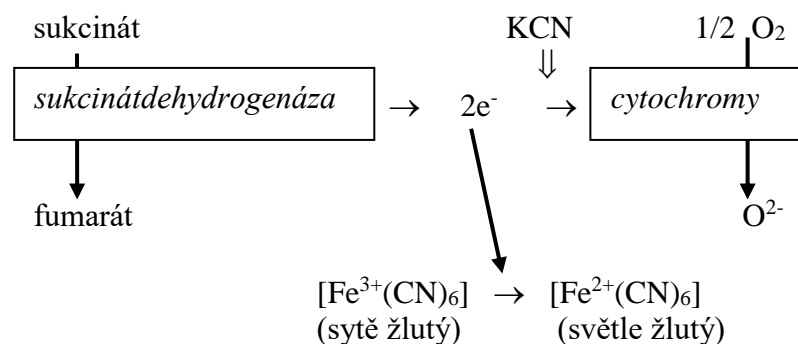 sukcinát KCN 1/2 O₂
⇓
sukcinátdehydrogenáza → 2e⁻ → cytochromy
fumarát O²⁻
[Fe³⁺(CN)₆] → [Fe²⁺(CN)₆]
(sytě žlutý) (světle žlutý)